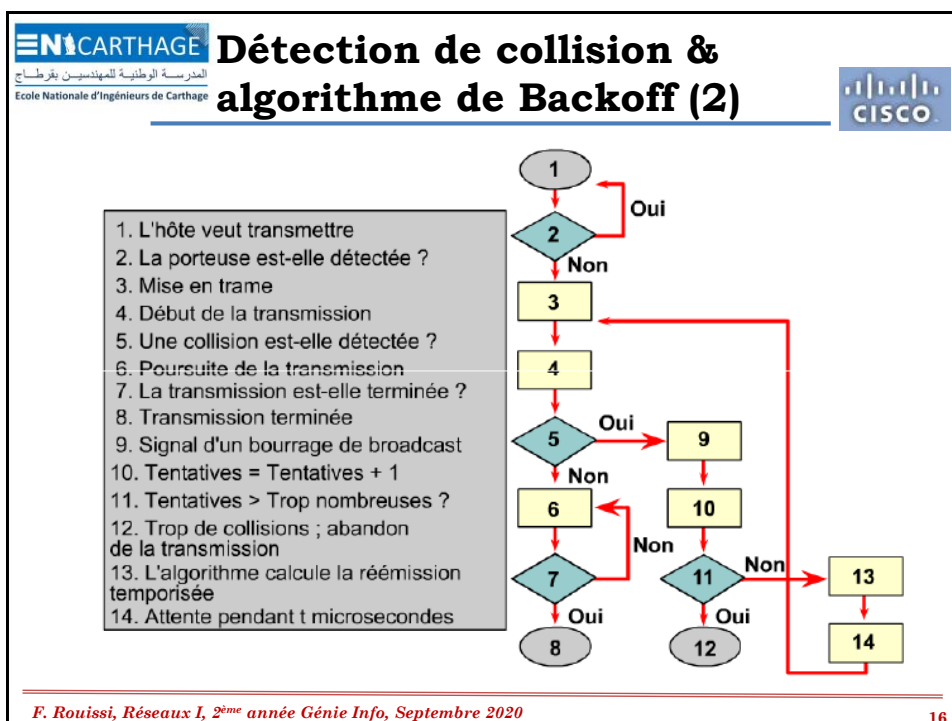 ENICARTHAGE
المدرســة الوطنيــة للمهندسيــن بقرطــاج
Ecole Nationale d'Ingénieurs de Carthage
Détection de collision &
algorithme de Backoff (2)
CISCO
1. L'hôte veut transmettre
2. La porteuse est-elle détectée ?
3. Mise en trame
4. Début de la transmission
5. Une collision est-elle détectée ?
6. Poursuite de la transmission
7. La transmission est-elle terminée ?
8. Transmission terminée
9. Signal d'un bourrage de broadcast
10. Tentatives = Tentatives + 1
11. Tentatives > Trop nombreuses ?
12. Trop de collisions ; abandon
de la transmission
13. L'algorithme calcule la réémission
temporisée
14. Attente pendant t microsecondes
1
Oui
2
Non
3
4
Oui
5
9
Non
6
10
Non
Non
7
11
13
Oui
Oui
8
12
14
F. Rouissi, Réseaux I, 2ème année Génie Info, Septembre 2020
16